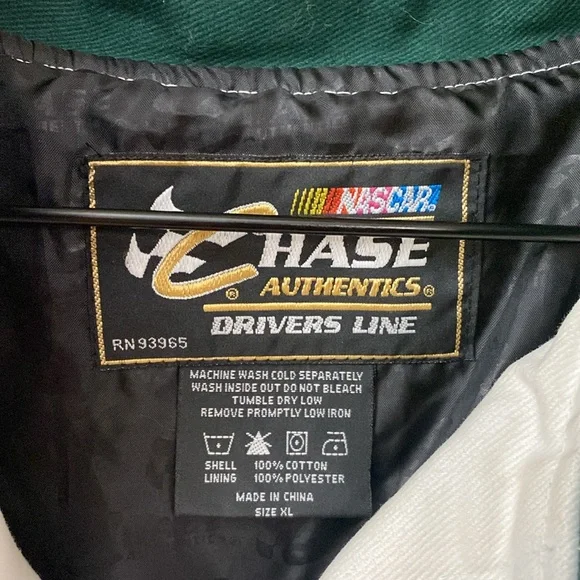 NASCAR
CHASE
AUTHENTICS®
DRIVERS LINE
RN 93965
MACHINE WASH COLD SEPARATELY
WASH INSIDE OUT DO NOT BLEACH
TUMBLE DRY LOW
REMOVE PROMPTLY LOW IRON
SHELL 100% COTTON
LINING 100% POLYESTER
MADE IN CHINA
SIZE XL